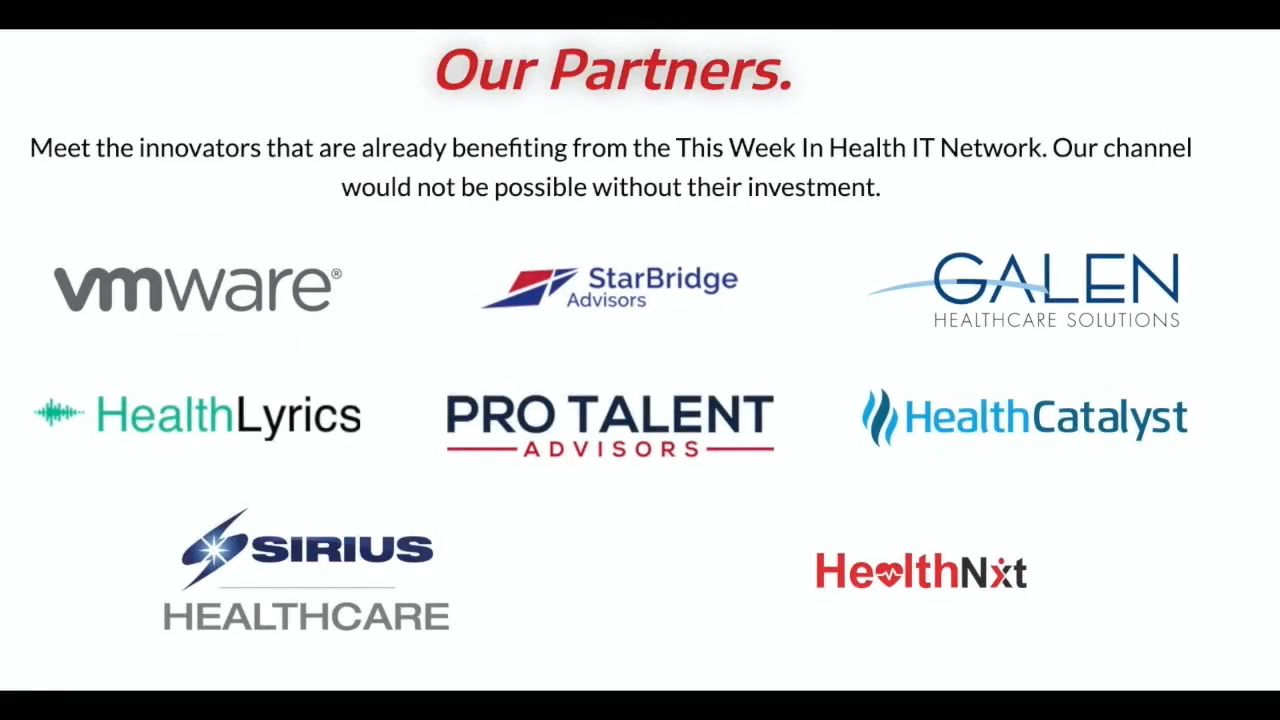 Our Partners.
Meet the innovators that are already benefiting from the This Week In Health IT Network. Our channel
would not be possible without their investment.
vmware®
StarBridge
Advisors
GALEN
HEALTHCARE SOLUTIONS
HealthLyrics
PRO TALENT
ADVISORS
HealthCatalyst
SIRIUS
HEALTHCARE
HealthNxt